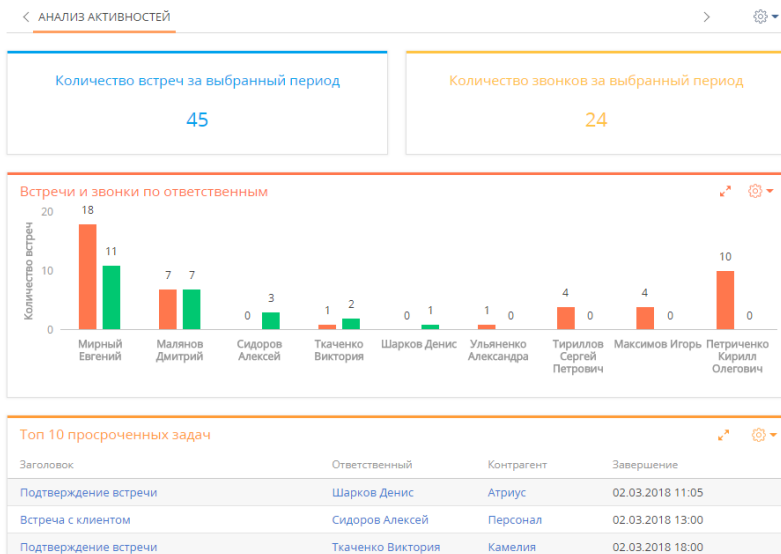 АНАЛИЗ АКТИВНОСТЕЙ
Количество встреч за выбранный период
45
Количество звонков за выбранный период
24
Встречи и звонки по ответственным
Количество встреч
20
10
0
18 11
7 7
0 3
1 2
0 1
1 0
4 0
4 0
10 0
Мирный
Евгений
Малянов
Дмитрий
Сидоров
Алексей
Ткаченко
Виктория
Шарков Денис
Ульяненко
Александра
Тириллов
Сергей
Петрович
Максимов Игорь
Петриченко
Кирилл
Олегович
Топ 10 просроченных задач
Заголовок Ответственный Контрагент Завершение
Подтверждение встречи Шарков Денис Атриус 02.03.2018 11:05
Встреча с клиентом Сидоров Алексей Персонал 02.03.2018 13:00
Подтверждение встречи Ткаченко Виктория Камелия 02.03.2018 18:00